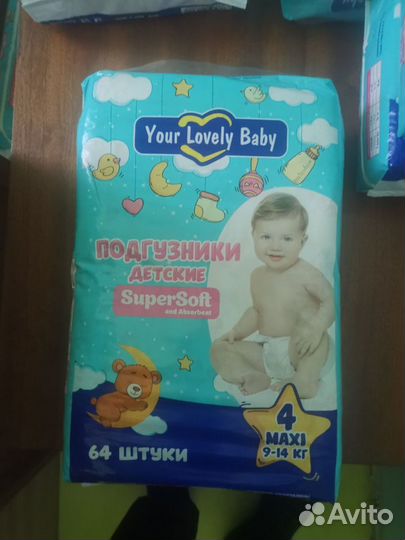 Your Lovely Baby
ПОДГУЗНИКИ
ДЕТСКИЕ
SuperSoft
and Absorbent
4
MAXI
9-14 КГ
64 ШТУКИ
Avito